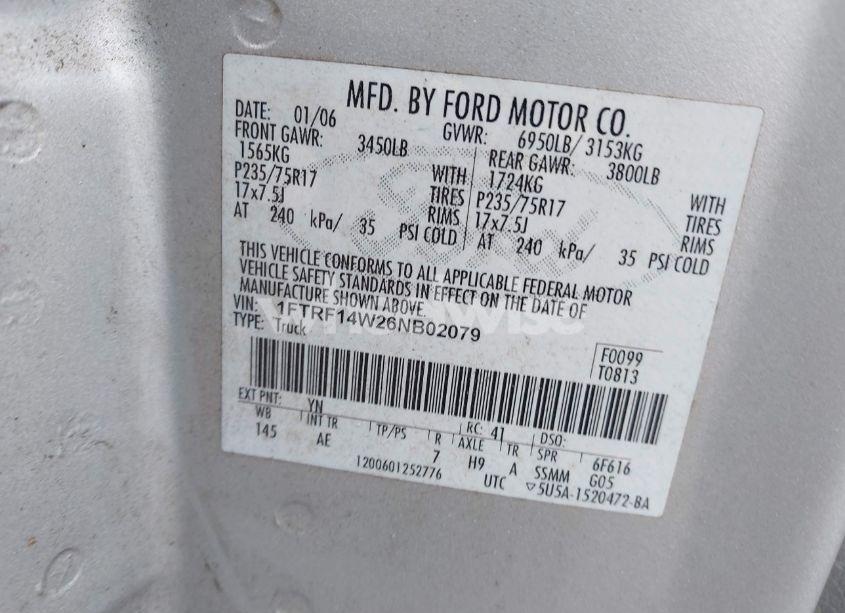 MFD. BY FORD MOTOR CO.
DATE: 01/06 GVWR: 6950LB/ 3153KG
FRONT GAWR: 3450LB REAR GAWR: 3800LB
1565KG WITH 1724KG WITH
P235/75R17 TIRES P235/75R17 TIRES
17x7.5J RIMS 17x7.5J RIMS
AT 240 kPa/ 35 PSI COLD AT 240 kPa/ 35 PSI COLD
THIS VEHICLE CONFORMS TO ALL APPLICABLE FEDERAL MOTOR
VEHICLE SAFETY STANDARDS IN EFFECT ON THE DATE OF
MANUFACTURE SHOWN ABOVE.
VIN: 1FTRF14W26NB02079
TYPE: Truck
F0099
T0813
EXT PNT: YN RC: 41 DSO:
WB INT TR TP/PS R AXLE TR SPR 6F616
145 AE 7 H9 A SSMM G05
1200601252776 UTC ▽5U5A-1520472-BA